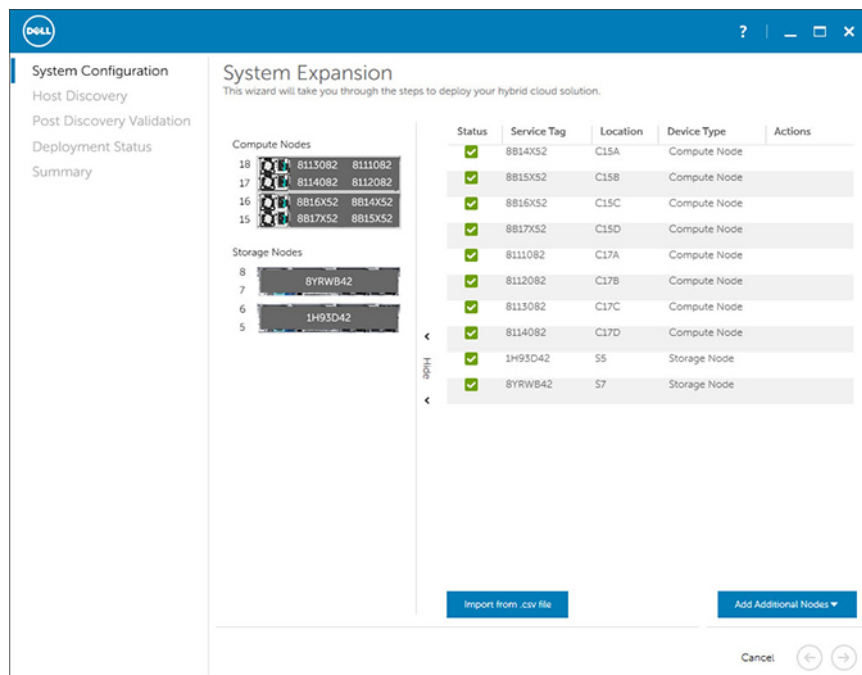 DELL
?
System Configuration
Host Discovery
Post Discovery Validation
Deployment Status
Summary
System Expansion
This wizard will take you through the steps to deploy your hybrid cloud solution.
Compute Nodes
18 8113082 8111082
17 8114082 8112082
16 8B16X52 8B14X52
15 8B17X52 8B15X52
Storage Nodes
8
7
8YRWB42
6
5
1H93D42
Hide
Status Service Tag Location Device Type Actions
8B14X52 C15A Compute Node
8B15X52 C15B Compute Node
8B16X52 C15C Compute Node
8B17X52 C15D Compute Node
8111082 C17A Compute Node
8112082 C17B Compute Node
8113082 C17C Compute Node
8114082 C17D Compute Node
1H93D42 S5 Storage Node
8YRWB42 S7 Storage Node
Import from .csv file
Add Additional Nodes
Cancel